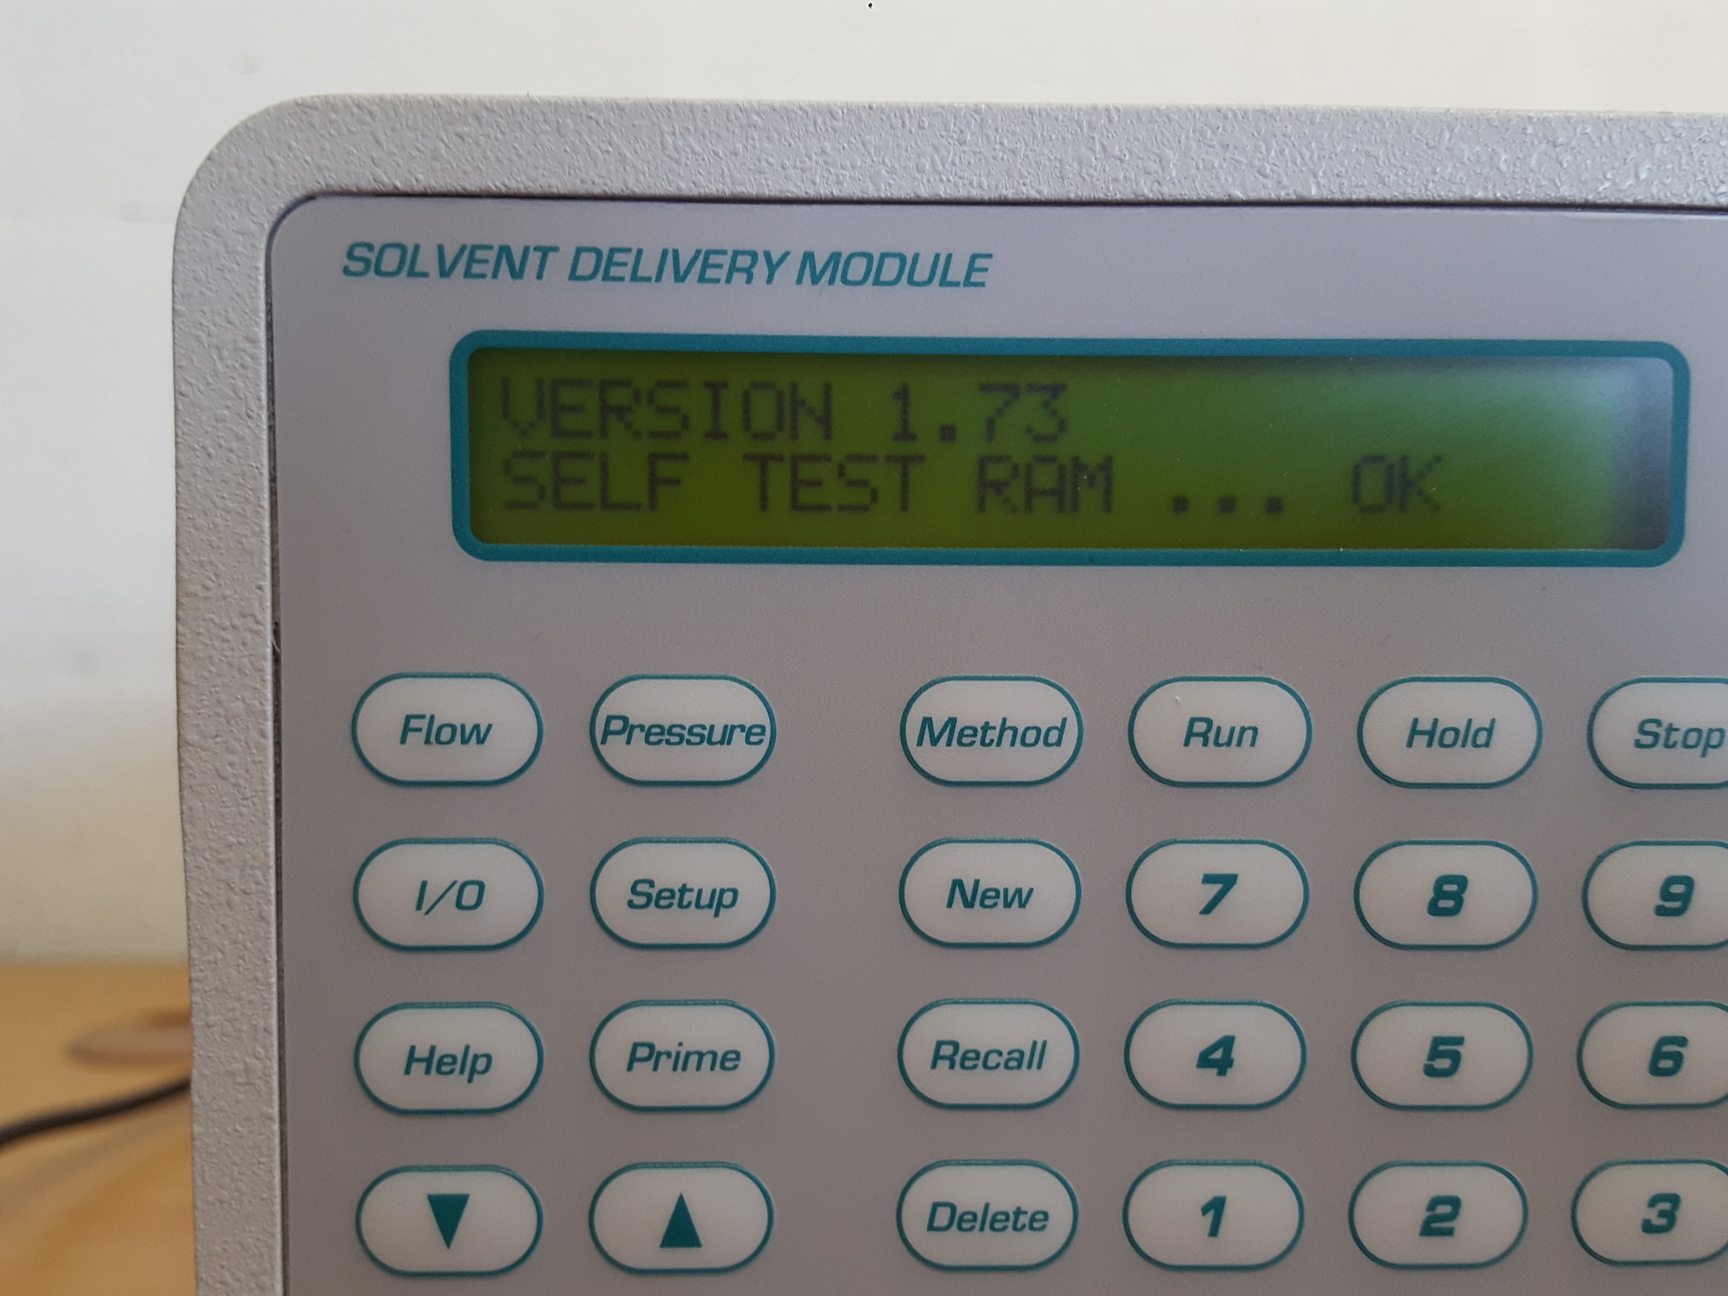 SOLVENT DELIVERY MODULE
VERSION 1.73
SELF TEST RAM ... OK
Flow Pressure Method Run Hold Stop
I/O Setup New 7 8 9
Help Prime Recall 4 5 6
▼ ▲ Delete 1 2 3